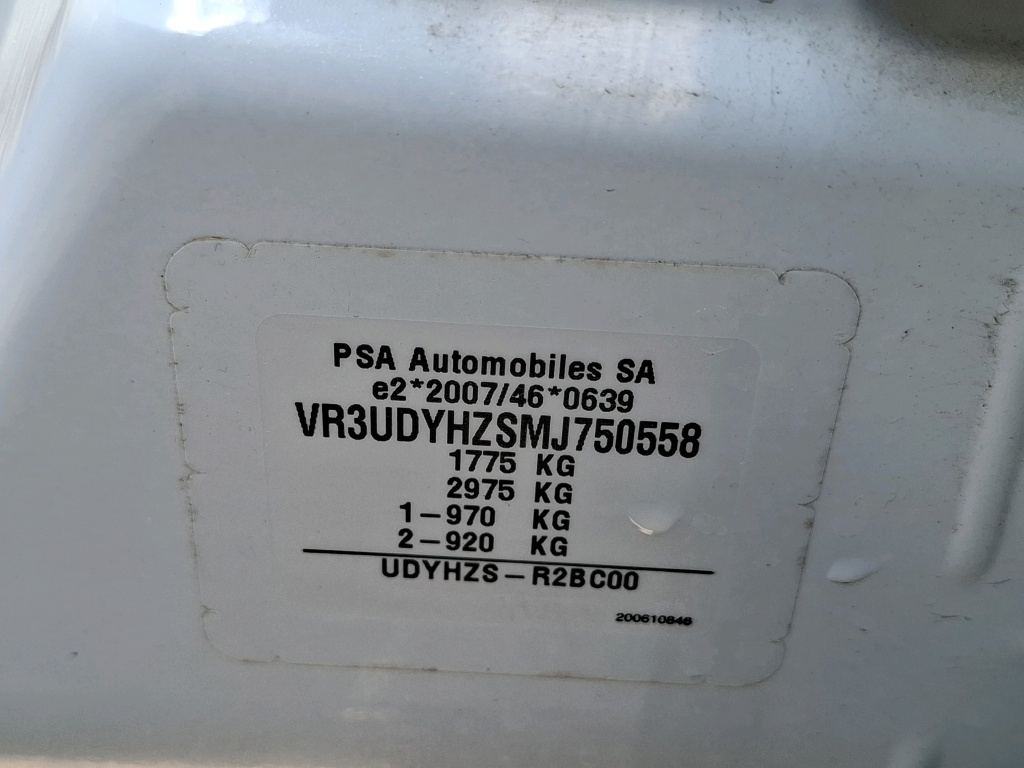 PSA Automobiles SA
e2*2007/46*0639
VR3UDYHZSMJ750558
1775 KG
2975 KG
1-970 KG
2-920 KG
UDYHZS-R2BC00
200610846